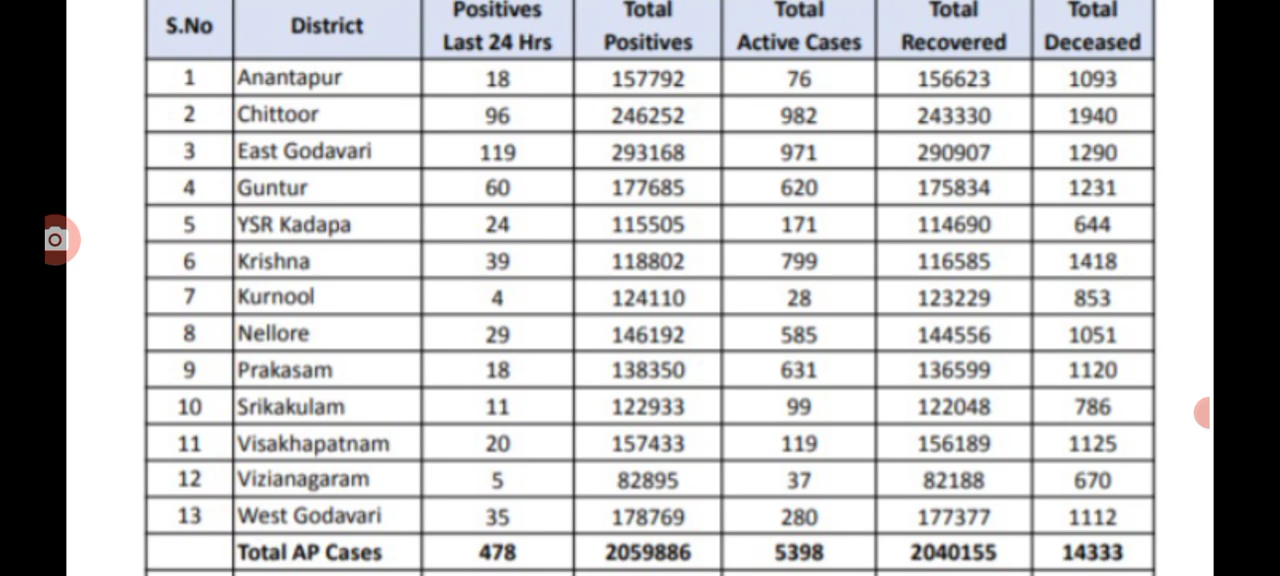 S.No District Positives Last 24 Hrs Total Positives Total Active Cases Total Recovered Total Deceased
1 Anantapur 18 157792 76 156623 1093
2 Chittoor 96 246252 982 243330 1940
3 East Godavari 119 293168 971 290907 1290
4 Guntur 60 177685 620 175834 1231
5 YSR Kadapa 24 115505 171 114690 644
6 Krishna 39 118802 799 116585 1418
7 Kurnool 4 124110 28 123229 853
8 Nellore 29 146192 585 144556 1051
9 Prakasam 18 138350 631 136599 1120
10 Srikakulam 11 122933 99 122048 786
11 Visakhapatnam 20 157433 119 156189 1125
12 Vizianagaram 5 82895 37 82188 670
13 West Godavari 35 178769 280 177377 1112
Total AP Cases 478 2059886 5398 2040155 14333